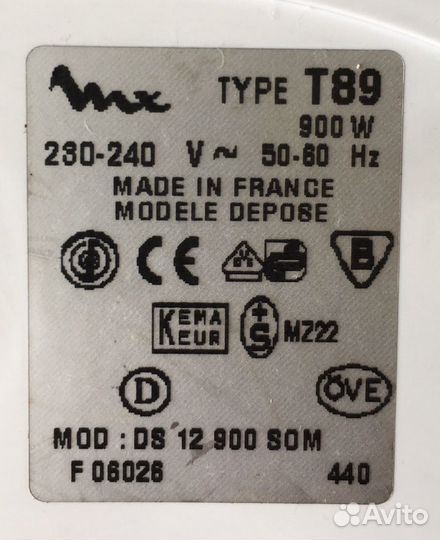 mx TYPE T89
900 W
230-240 V ~ 50-60 Hz
MADE IN FRANCE
MODELE DEPOSE
CE B
KEMA KEUR +S MZ22
D ÖVE
MOD : DS 12 900 SOM
F 06026 440
Avito